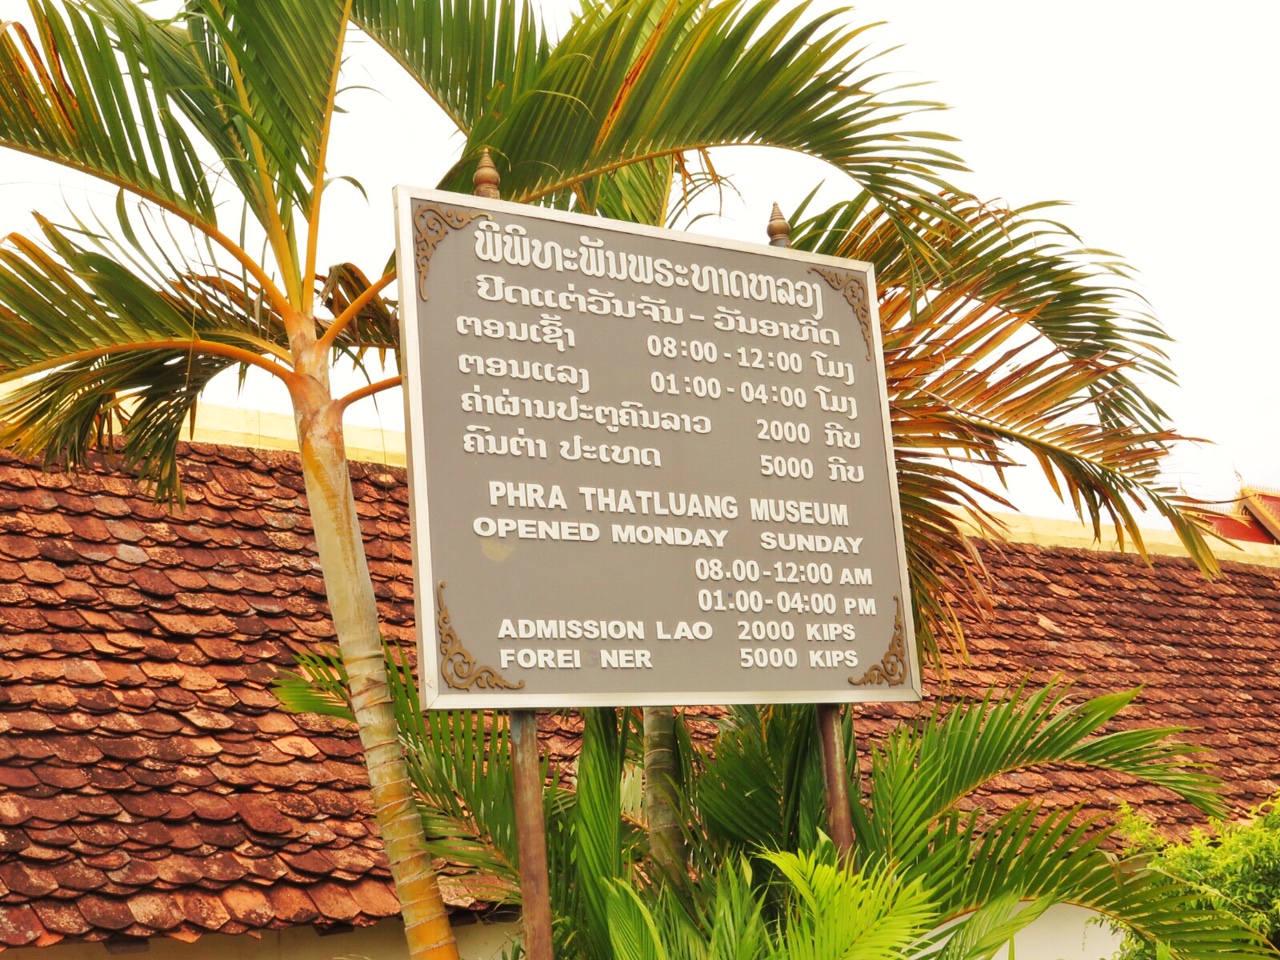 ພິພິທະພັນພຣະທາດຫລວງ
ປິດແຕ່ວັນຈັນ - ວັນອາທິດ
ຕອນເຊົ້າ 08:00 - 12:00 ໂມງ
ຕອນແລງ 01:00 - 04:00 ໂມງ
ຄ່າຜ່ານປະຕູຄົນລາວ 2000 ກີບ
ຄົນຕ່າ ປະເທດ 5000 ກີບ
PHRA THATLUANG MUSEUM
OPENED MONDAY SUNDAY
08.00-12:00 AM
01:00-04:00 PM
ADMISSION LAO 2000 KIPS
FOREI NER 5000 KIPS